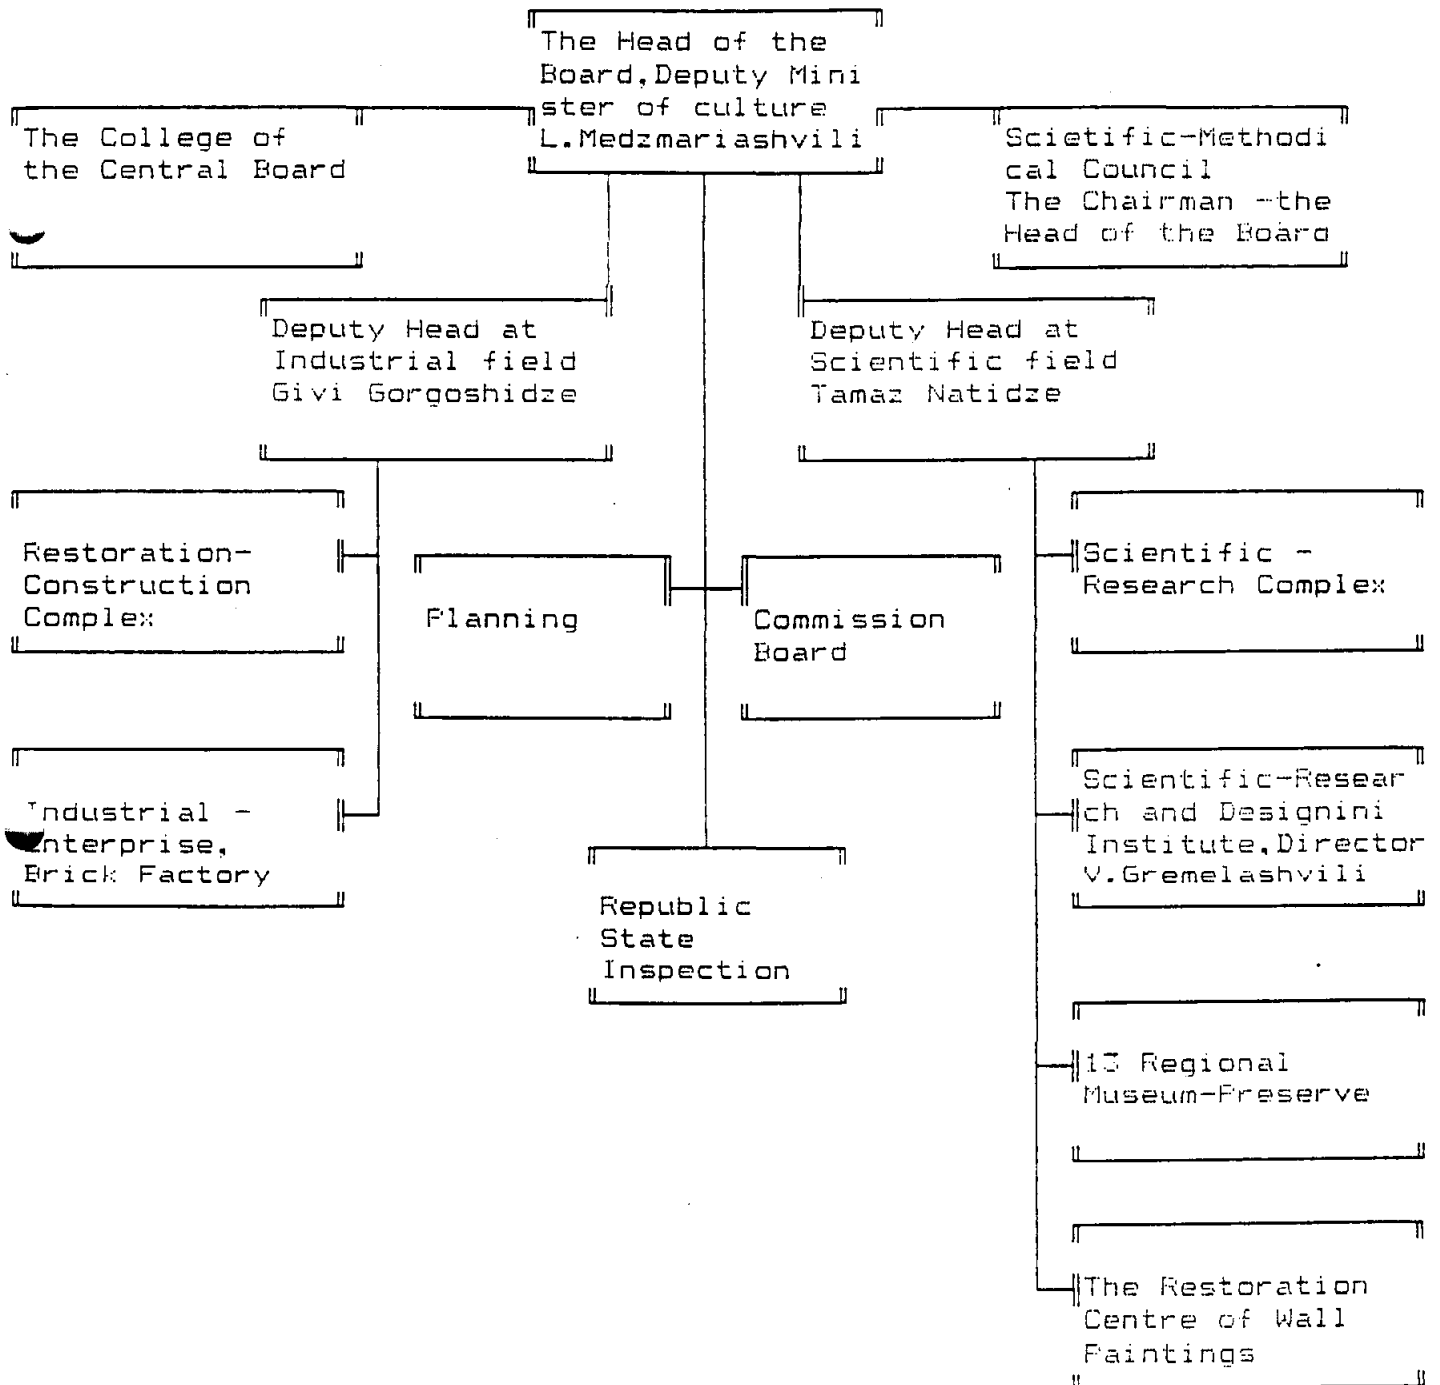 The Head of the
Board,Deputy Mini
ster of culture
L.Medzmariashvili
The College of
the Central Board
Scietific-Methodi
cal Council
The Chairman -the
Head of the Board
Deputy Head at
Industrial field
Givi Gorgoshidze
Deputy Head at
Scientific field
Tamaz Natidze
Restoration-
Construction
Complex
Planning
Commission
Board
Scientific -
Research Complex
Industrial -
Enterprise,
Brick Factory
Scientific-Resear
ch and Designini
Institute,Director
V.Gremelashvili
Republic
State
Inspection
13 Regional
Museum-Preserve
The Restoration
Centre of Wall
Paintings